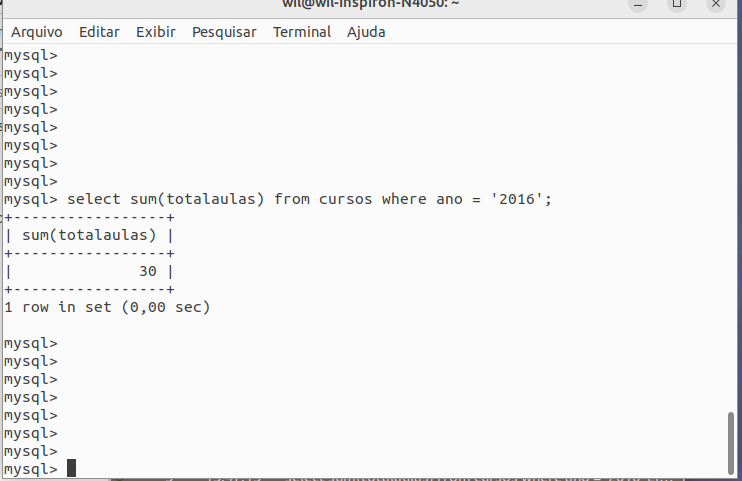 wil@wil-Inspiron-N4050: ~
Arquivo Editar Exibir Pesquisar Terminal Ajuda
mysql>
mysql>
mysql>
mysql>
mysql>
mysql>
mysql>
mysql>
mysql> select sum(totalaulas) from cursos where ano = '2016';
+-----------------+
| sum(totalaulas) |
+-----------------+
|              30 |
+-----------------+
1 row in set (0,00 sec)
mysql>
mysql>
mysql>
mysql>
mysql>
mysql>
mysql>
mysql>